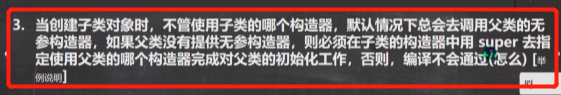 3. 当创建子类对象时，不管使用子类的哪个构造器，默认情况下总会去调用父类的无
参构造器，如果父类没有提供无参构造器，则必须在子类的构造器中用 super 去指
定使用父类的哪个构造器完成对父类的初始化工作，否则，编译不会通过(怎么) [举
例说明]